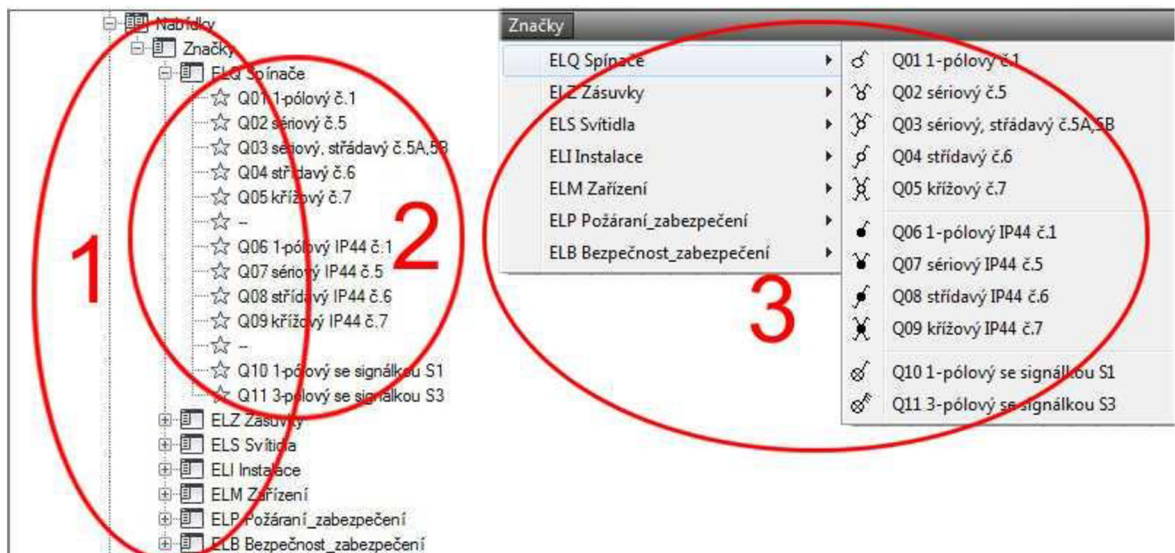 Nabídky
Značky
ELQ Spínače
Q01 1-pólový č.1
Q02 sériový č.5
Q03 sériový, střádavý č.5A,5B
Q04 střídavý č.6
Q05 křížový č.7
--
Q06 1-pólový IP44 č.1
Q07 sériový IP44 č.5
Q08 střídavý IP44 č.6
Q09 křížový IP44 č.7
--
Q10 1-pólový se signálkou S1
Q11 3-pólový se signálkou S3
ELZ Zásuvky
ELS Svítidla
ELI Instalace
ELM Zařízení
ELP Požáraní_zabezpečení
ELB Bezpečnost_zabezpečení
1
2
Značky
ELQ Spínače
ELZ Zásuvky
ELS Svítidla
ELI Instalace
ELM Zařízení
ELP Požáraní_zabezpečení
ELB Bezpečnost_zabezpečení
3
Q01 1-pólový č.1
Q02 sériový č.5
Q03 sériový, střádavý č.5A,5B
Q04 střídavý č.6
Q05 křížový č.7
Q06 1-pólový IP44 č.1
Q07 sériový IP44 č.5
Q08 střídavý IP44 č.6
Q09 křížový IP44 č.7
Q10 1-pólový se signálkou S1
Q11 3-pólový se signálkou S3